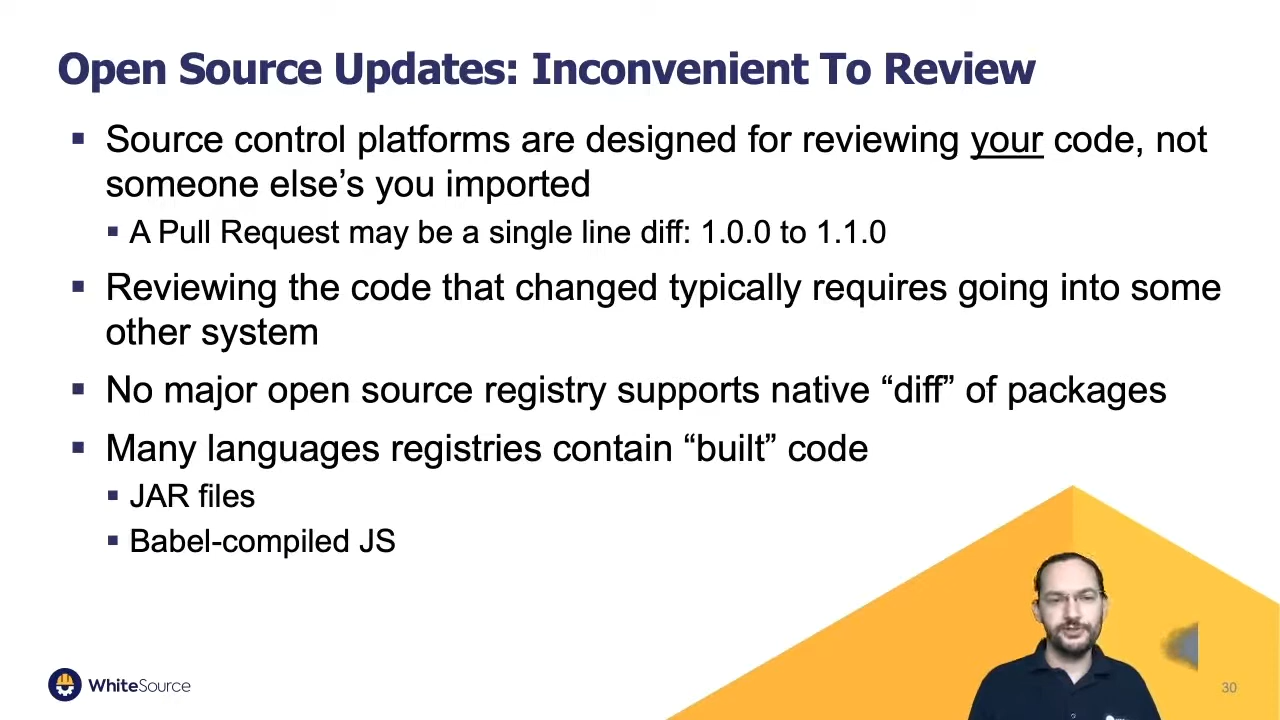 Open Source Updates: Inconvenient To Review
▪ Source control platforms are designed for reviewing your code, not
someone else’s you imported
▪ A Pull Request may be a single line diff: 1.0.0 to 1.1.0
▪ Reviewing the code that changed typically requires going into some
other system
▪ No major open source registry supports native “diff” of packages
▪ Many languages registries contain “built” code
▪ JAR files
▪ Babel-compiled JS
WhiteSource
30